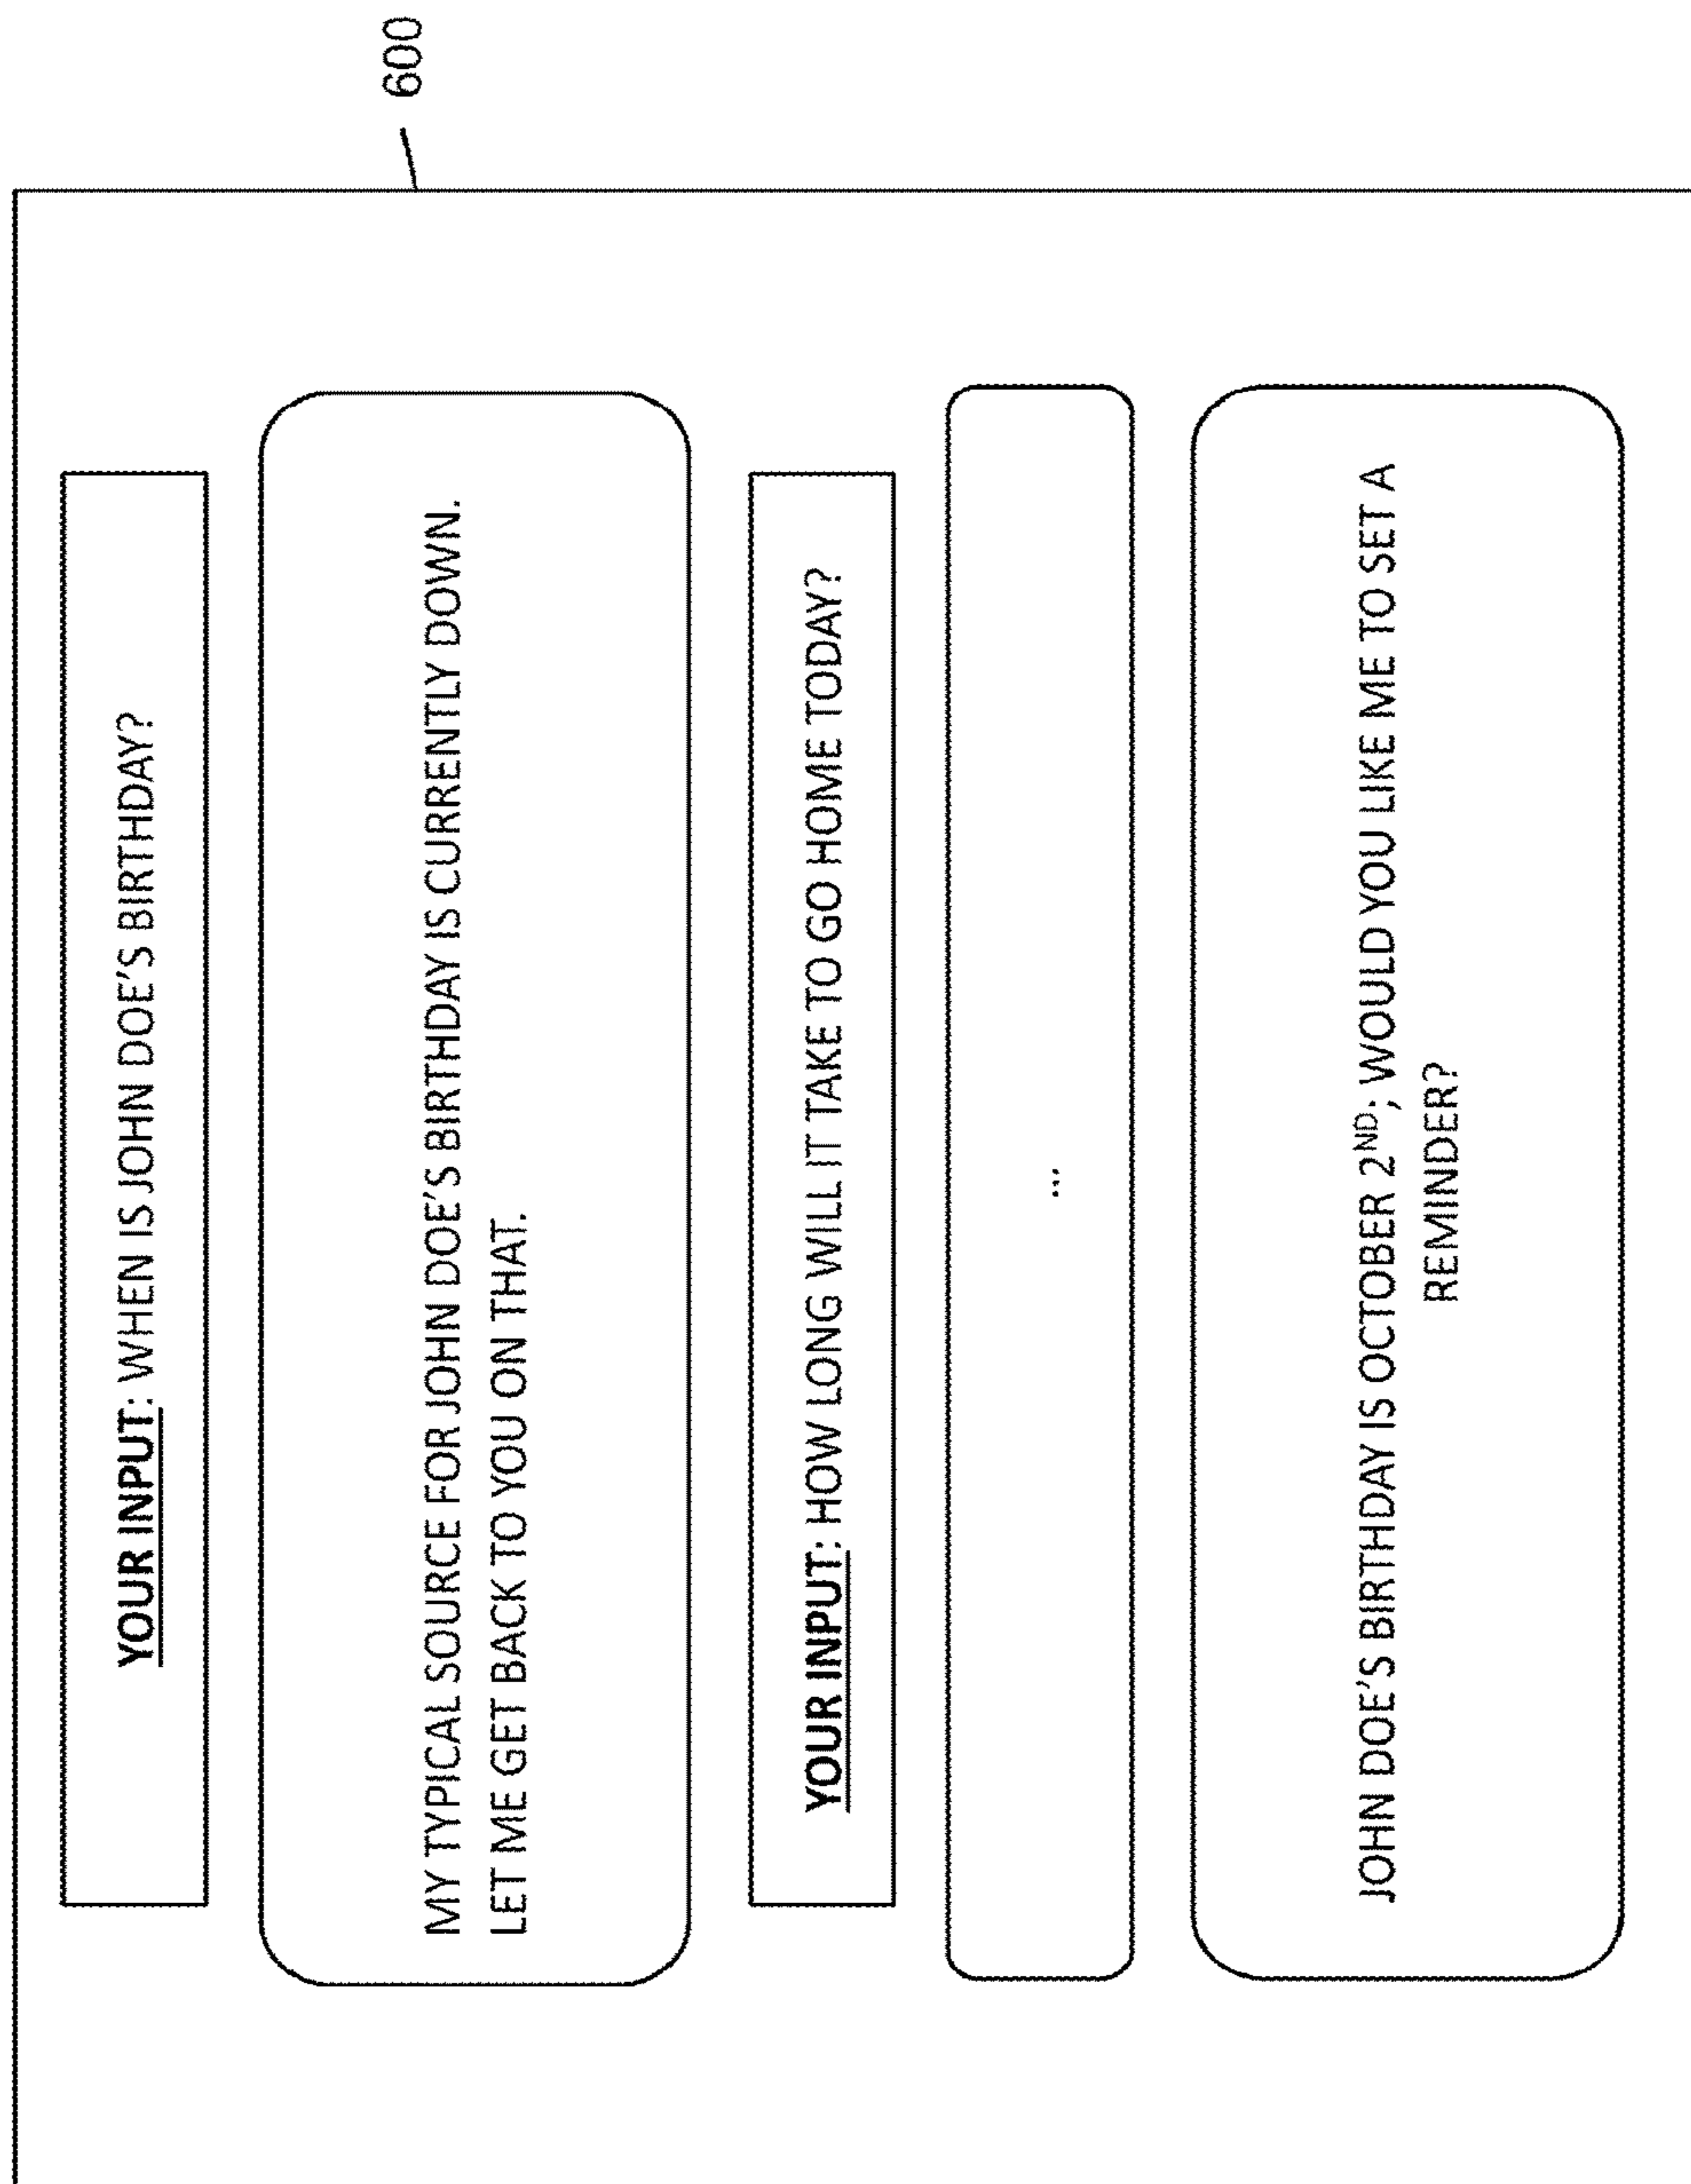 600
YOUR INPUT: WHEN IS JOHN DOE'S BIRTHDAY?
MY TYPICAL SOURCE FOR JOHN DOE'S BIRTHDAY IS CURRENTLY DOWN.
LET ME GET BACK TO YOU ON THAT.
YOUR INPUT: HOW LONG WILL IT TAKE TO GO HOME TODAY?
...
JOHN DOE'S BIRTHDAY IS OCTOBER 2ND; WOULD YOU LIKE ME TO SET A
REMINDER?